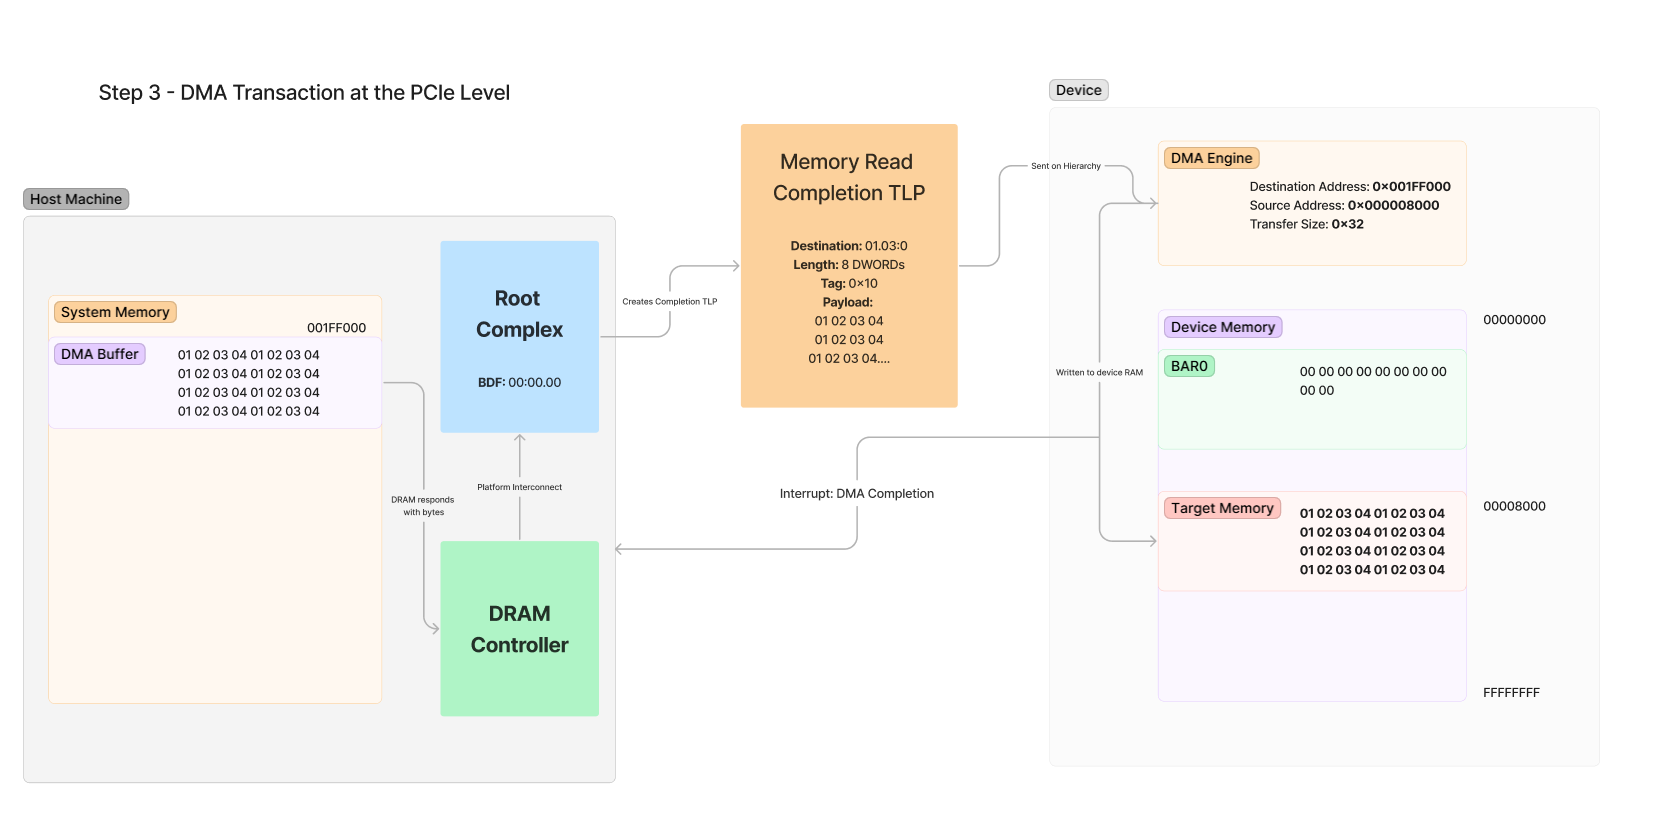 Step 3 - DMA Transaction at the PCIe Level
Host Machine
System Memory
001FF000
DMA Buffer
01 02 03 04 01 02 03 04
01 02 03 04 01 02 03 04
01 02 03 04 01 02 03 04
01 02 03 04 01 02 03 04
DRAM responds
with bytes
Root
Complex
BDF: 00:00.00
Platform Interconnect
DRAM
Controller
Creates Completion TLP
Memory Read
Completion TLP
Destination: 01.03:0
Length: 8 DWORDs
Tag: 0x10
Payload:
01 02 03 04
01 02 03 04
01 02 03 04....
Sent on Hierarchy
Written to device RAM
Interrupt: DMA Completion
Device
DMA Engine
Destination Address: 0x001FF000
Source Address: 0x000008000
Transfer Size: 0x32
Device Memory
00000000
BAR0
00 00 00 00 00 00 00 00
00 00
Target Memory
00008000
01 02 03 04 01 02 03 04
01 02 03 04 01 02 03 04
01 02 03 04 01 02 03 04
01 02 03 04 01 02 03 04
FFFFFFFF